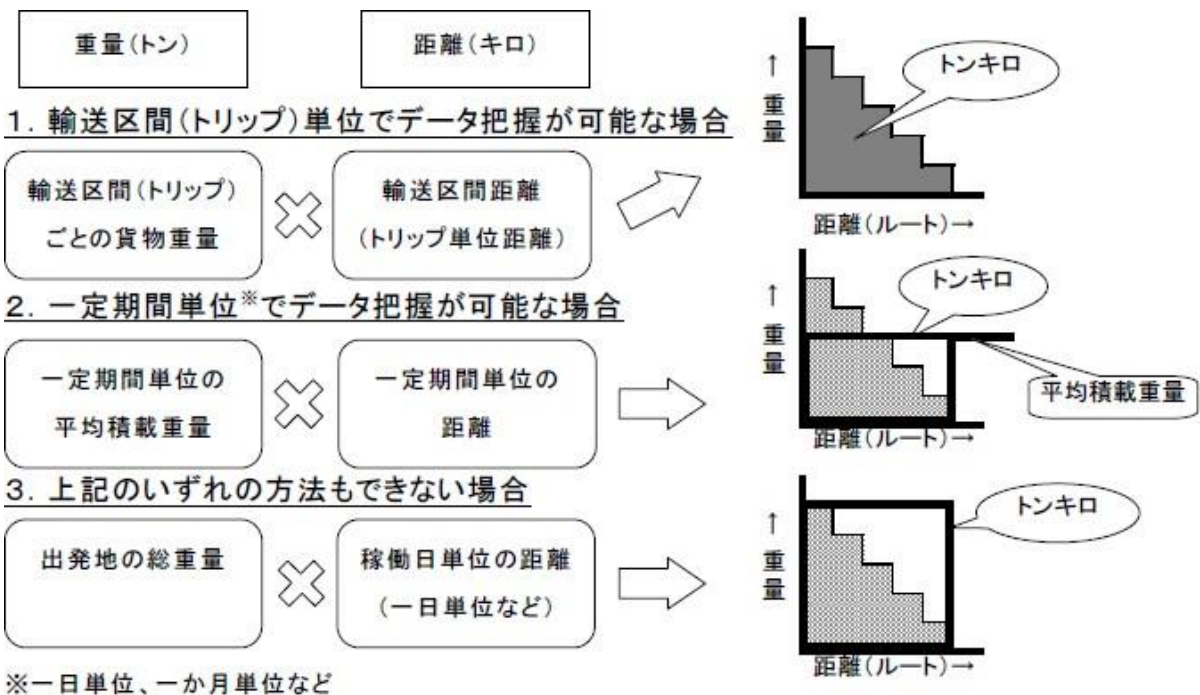 重量(トン)
距離(キロ)
1. 輸送区間(トリップ)単位でデータ把握が可能な場合
輸送区間(トリップ)
ごとの貨物重量
輸送区間距離
(トリップ単位距離)
↑
重
量
トンキロ
距離(ルート)→
2. 一定期間単位※でデータ把握が可能な場合
一定期間単位の
平均積載重量
一定期間単位の
距離
↑
重
量
トンキロ
平均積載重量
距離(ルート)→
3. 上記のいずれの方法もできない場合
出発地の総重量
稼働日単位の距離
(一日単位など)
↑
重
量
トンキロ
距離(ルート)→
※一日単位、一か月単位など